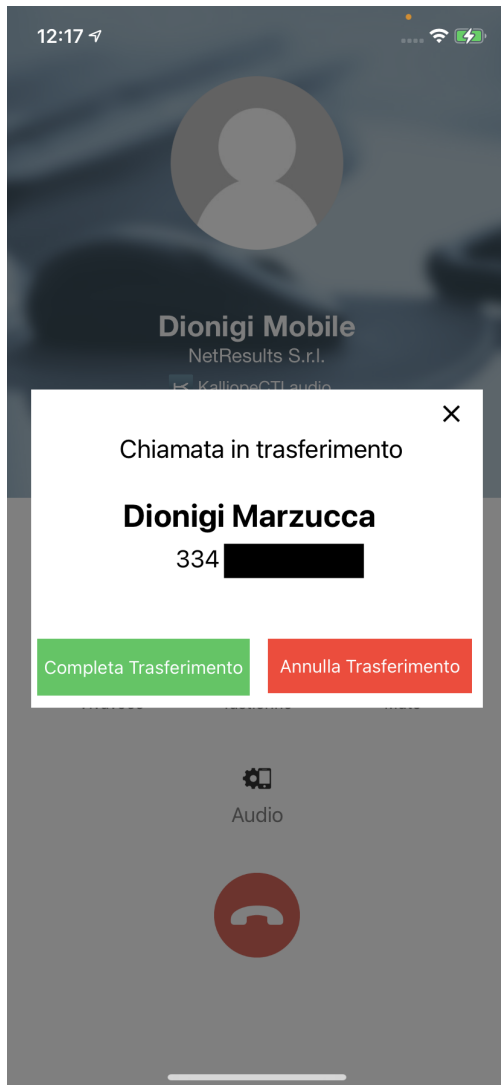 12:17
Dionigi Mobile
NetResults S.r.l.
KalliopeCTI audio
Chiamata in trasferimento
Dionigi Marzucca
334
Completa Trasferimento
Annulla Trasferimento
Audio